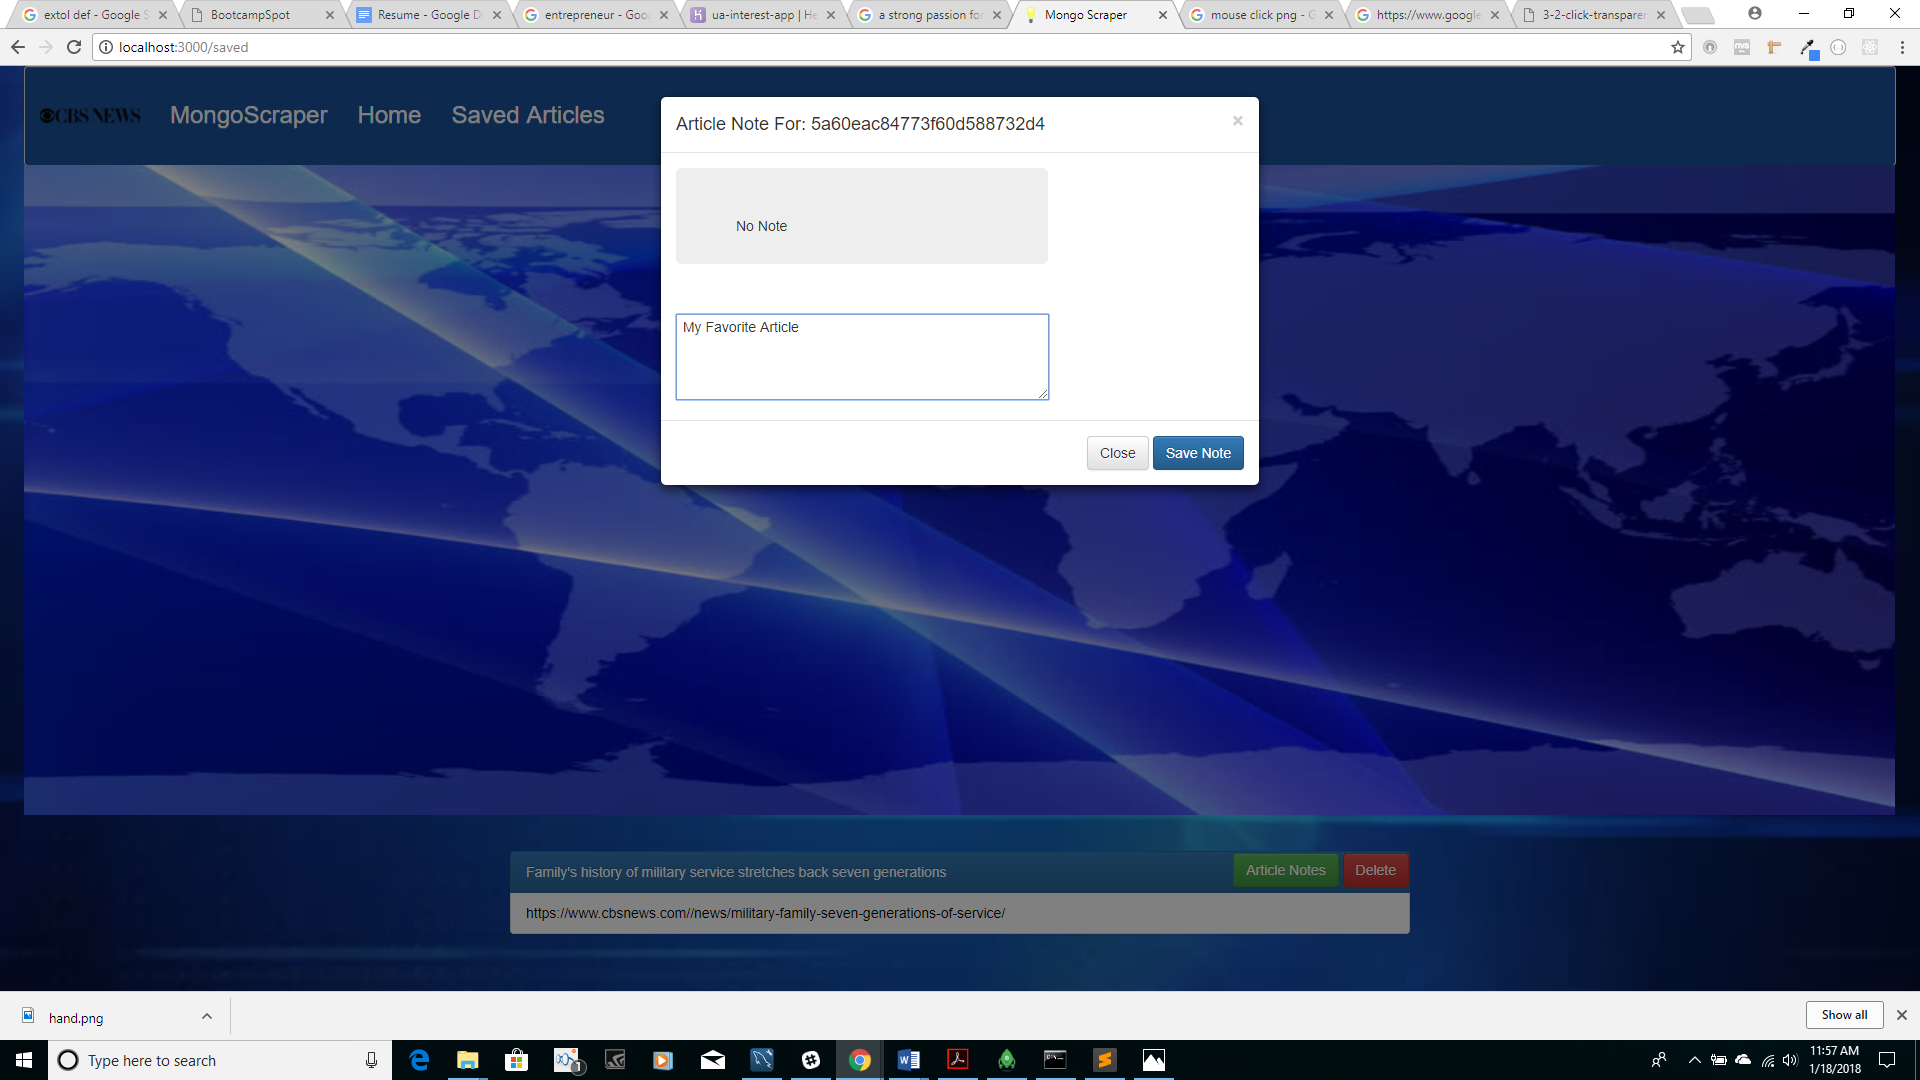 extol def - Google S
BootcampSpot
Resume - Google D
entrepreneur - Goo
ua-interest-app | He
a strong passion for
Mongo Scraper
mouse click png - G
https://www.google
3-2-click-transparen
localhost:3000/saved
CBS NEWS
MongoScraper
Home
Saved Articles
Article Note For: 5a60eac84773f60d588732d4
×
No Note
My Favorite Article
Close
Save Note
Family's history of military service stretches back seven generations
Article Notes
Delete
https://www.cbsnews.com//news/military-family-seven-generations-of-service/
hand.png
Show all
Type here to search
1
11:57 AM
1/18/2018